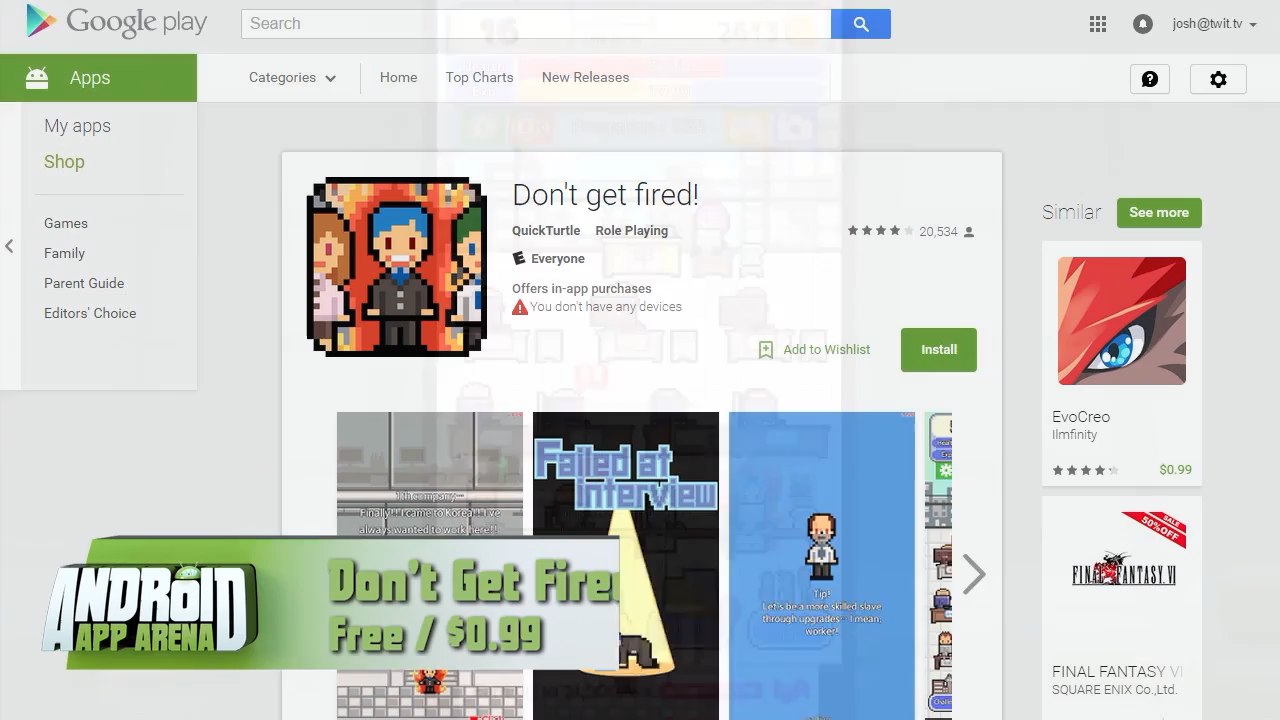 Google play
Search
josh@twit.tv
Apps
Categories
Home
Top Charts
New Releases
My apps
Shop
Games
Family
Parent Guide
Editors' Choice
Don't get fired!
QuickTurtle Role Playing
20,534
Everyone
Offers in-app purchases
You don't have any devices
Add to Wishlist
Install
Similar
See more
EvoCreo
Ilmfinity
$0.99
SALE
50%OFF
FINAL FANTASY VI
FINAL FANTASY VI
SQUARE ENIX Co.,Ltd.
16
2613
11th company...
Finally!! I came to Korea!! I've
always wanted to work here!!
Failed at
interview
Tip!
Let's be a more skilled slave
through upgrades... I mean,
worker!
ANDROID
APP ARENA
Don't Get Fire
Free / $0.99